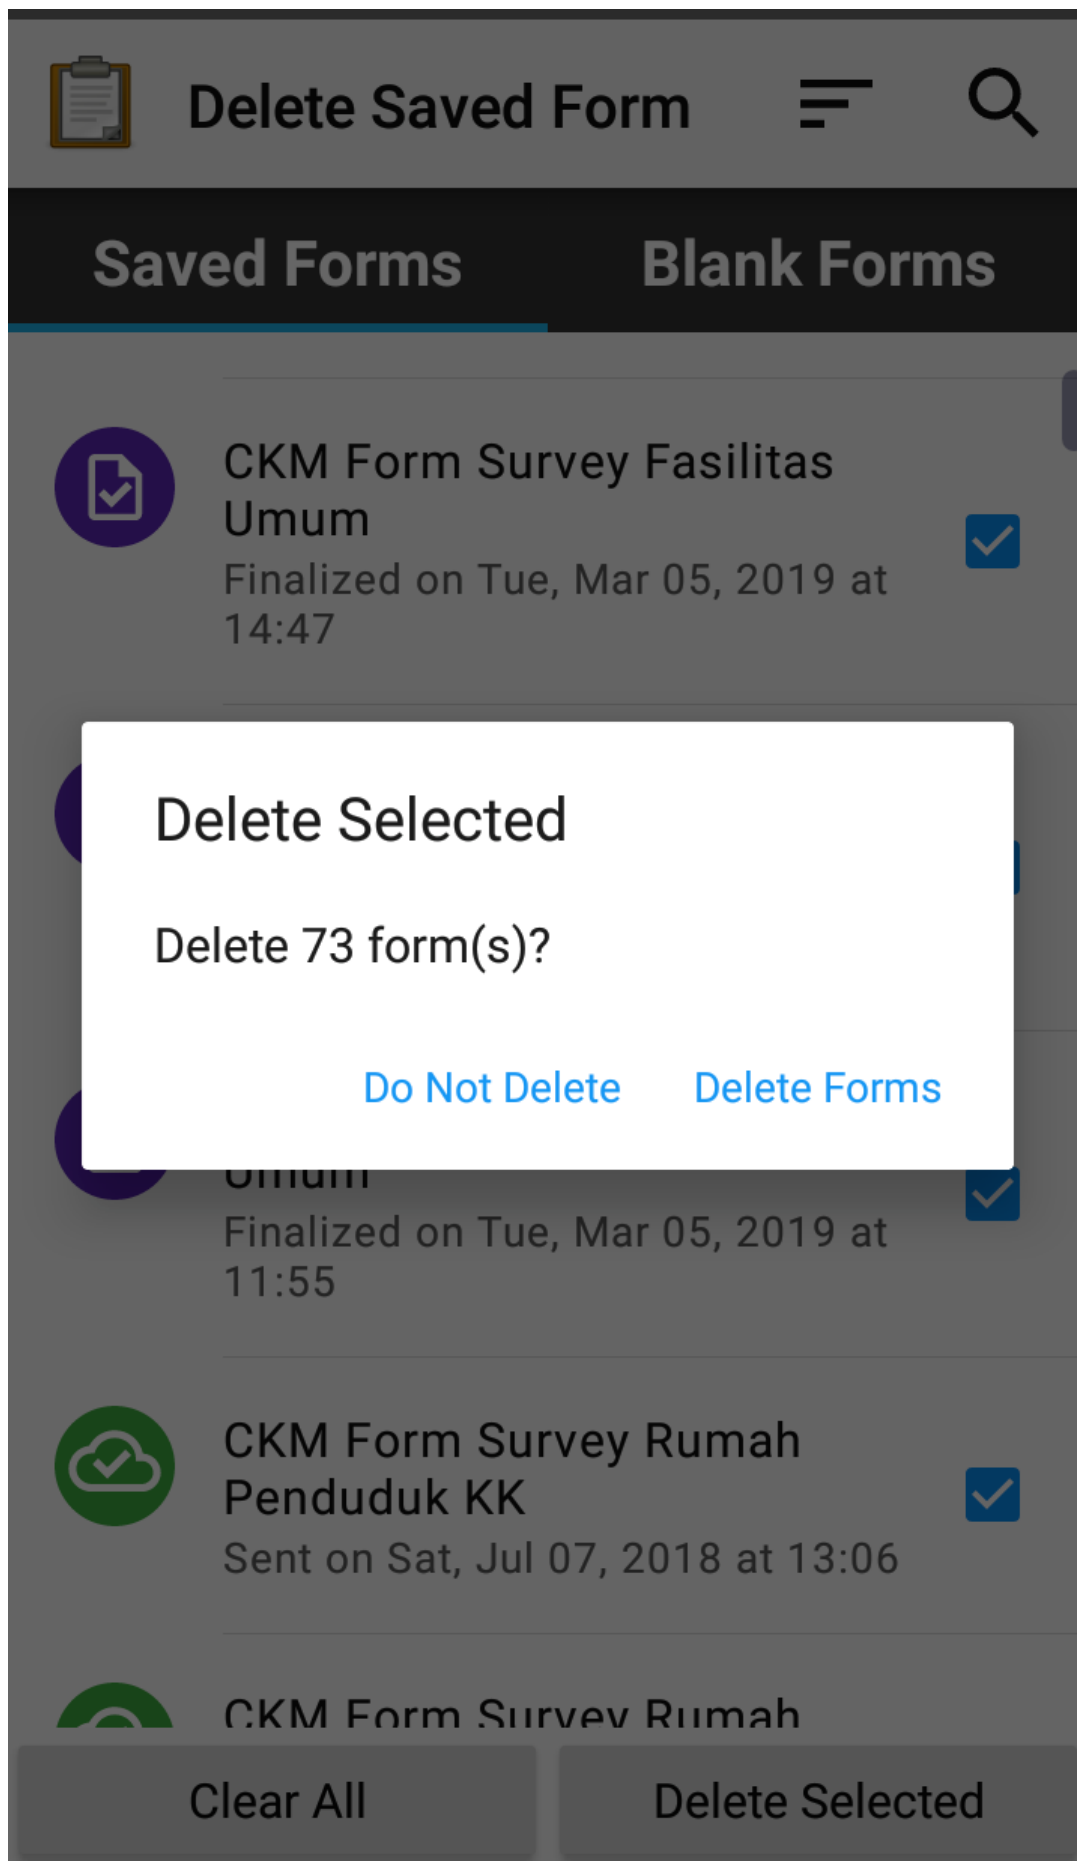 Delete Saved Form
Saved Forms
Blank Forms
CKM Form Survey Fasilitas
Umum
Finalized on Tue, Mar 05, 2019 at
14:47
Delete Selected
Delete 73 form(s)?
Do Not Delete
Delete Forms
Umum
Finalized on Tue, Mar 05, 2019 at
11:55
CKM Form Survey Rumah
Penduduk KK
Sent on Sat, Jul 07, 2018 at 13:06
CKM Form Survey Rumah
Clear All
Delete Selected